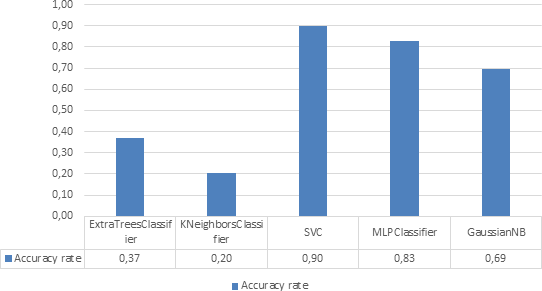 1,00
0,90
0,80
0,70
0,60
0,50
0,40
0,30
0,20
0,10
0,00
ExtraTreesClassif
ier
KNeighborsClassi
fier
SVC
MLPClassifier
GaussianNB
Accuracy rate 0,37 0,20 0,90 0,83 0,69
Accuracy rate